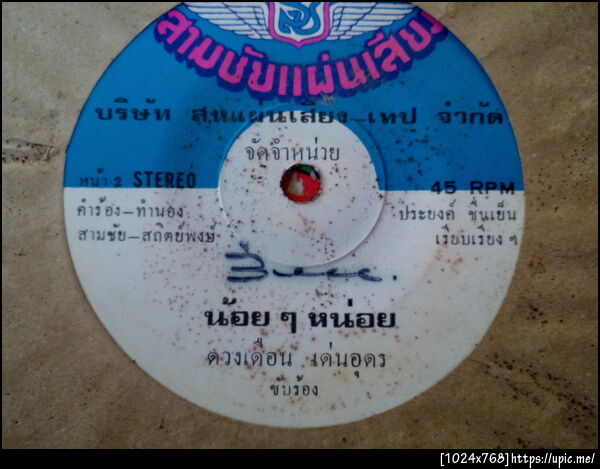 สามชัยแผ่นเสียง
บริษัท ส.ทแผ่นเสียง-เทป จำกัด
จัดจำหน่วย
หน้า 2 STEREO
45 RPM
คำร้อง-ทำนอง
สามชัย-สถิตย์พงษ์
ประยงค์ ชื่นเย็น
เรียบเรียง ฯ
น้อย ๆ หน่อย
ดวงเดือน เด่นอุดร
ขับร้อง
[1024x768]https://upic.me/